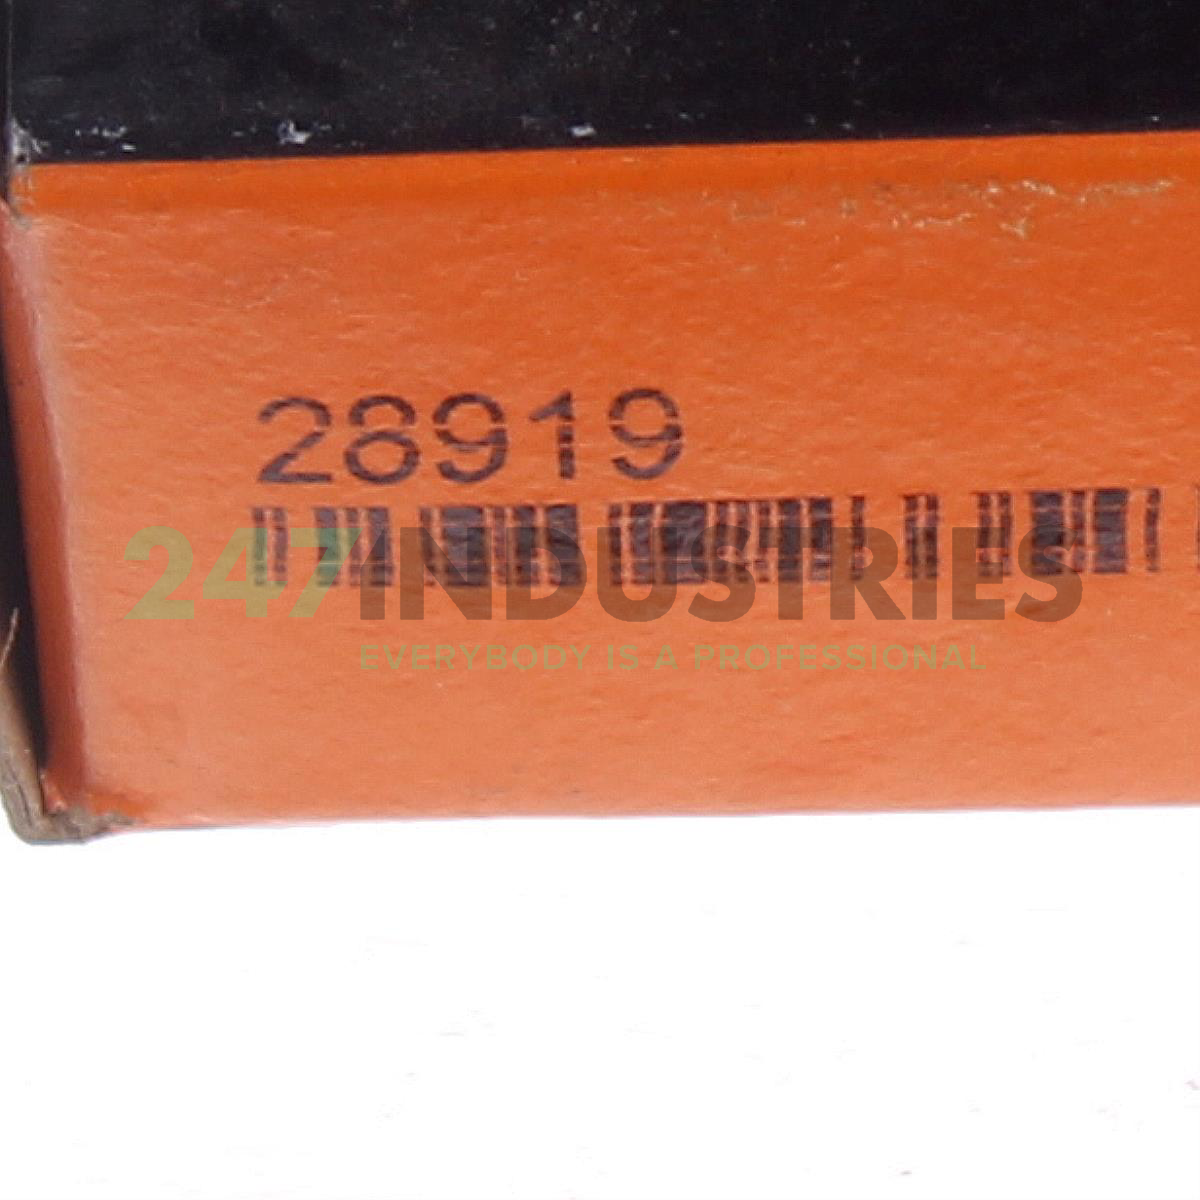 28919
247INDUSTRIES
EVERYBODY IS A PROFESSIONAL